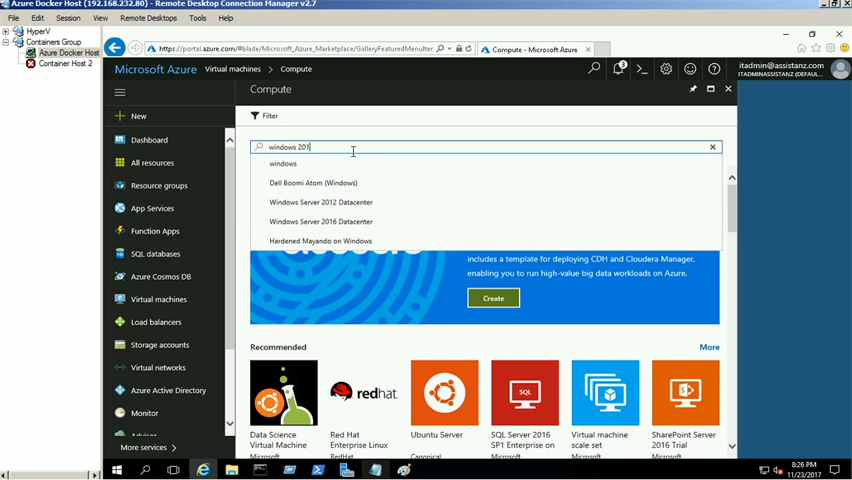 Azure Docker Host (192.168.232.80) - Remote Desktop Connection Manager v2.7
File Edit Session View Remote Desktops Tools Help
HyperV
Containers Group
Azure Docker Host
Container Host 2
https://portal.azure.com/#blade/Microsoft_Azure_Marketplace/GalleryFeaturedMenuItem
Compute - Microsoft Azure
Microsoft Azure Virtual machines Compute
3
itadmin@assistanz.com
ITADMINASSISTANZ (DEFAUL...
New
Dashboard
All resources
Resource groups
App Services
Function Apps
SQL databases
Azure Cosmos DB
Virtual machines
Load balancers
Storage accounts
Virtual networks
Azure Active Directory
Monitor
Advisor
More services
Compute
Filter
windows 201
windows
Dell Boomi Atom (Windows)
Windows Server 2012 Datacenter
Windows Server 2016 Datacenter
Hardened Mayando on Windows
includes a template for deploying CDH and Cloudera Manager,
enabling you to run high-value big data workloads on Azure.
Create
Recommended
More
redhat
SQL
Data Science
Virtual Machine
Red Hat
Enterprise Linux
Ubuntu Server
SQL Server 2016
SP1 Enterprise on
Virtual machine
scale set
SharePoint Server
2016 Trial
Canonical
8:26 PM
11/23/2017